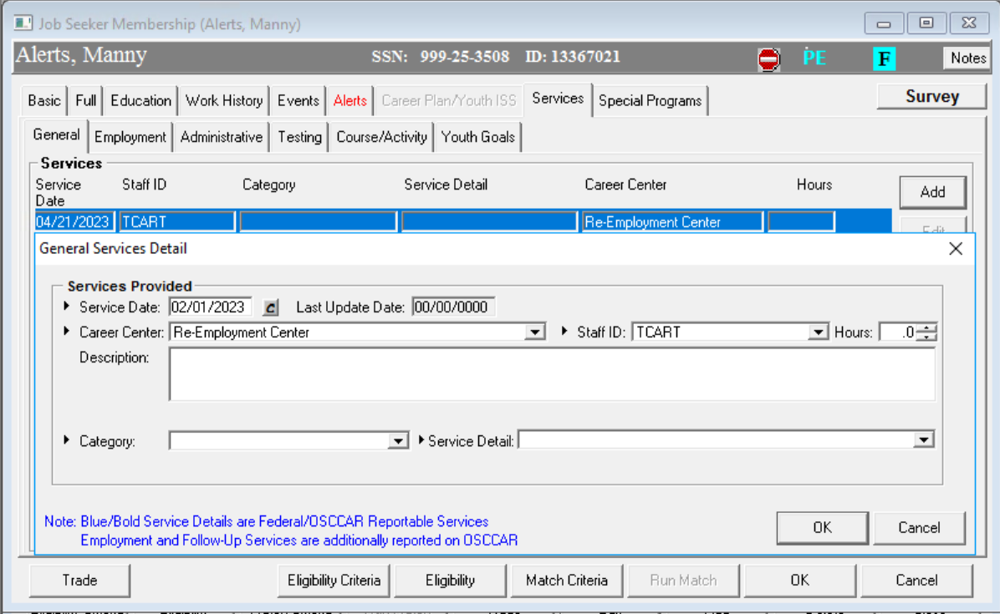 Job Seeker Membership (Alerts, Manny)
Alerts, Manny SSN: 999-25-3508 ID: 13367021 PE F Notes
Basic Full Education Work History Events Alerts Career Plan/Youth ISS Services Special Programs Survey
General Employment Administrative Testing Course/Activity Youth Goals
Services
Service Date Staff ID Category Service Detail Career Center Hours Add
04/21/2023 TCART Re-Employment Center
Edit
General Services Detail
Services Provided
Service Date: 02/01/2023 C Last Update Date: 00/00/0000
Career Center: Re-Employment Center Staff ID: TCART Hours: .0
Description:
Category: Service Detail:
Note: Blue/Bold Service Details are Federal/OSCCAR Reportable Services
Employment and Follow-Up Services are additionally reported on OSCCAR
OK Cancel
Trade Eligibility Criteria Eligibility Match Criteria Run Match OK Cancel